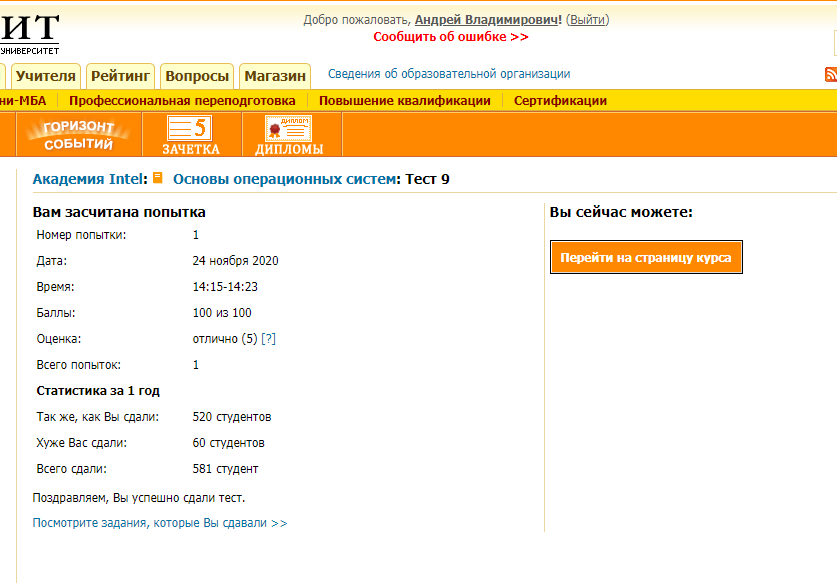 ИТ
УНИВЕРСИТЕТ
Добро пожаловать, Андрей Владимирович! (Выйти)
Сообщить об ошибке >>
Учителя Рейтинг Вопросы Магазин Сведения об образовательной организации
ни-МБА Профессиональная переподготовка Повышение квалификации Сертификации
ГОРИЗОНТ
СОБЫТИЙ
5
ЗАЧЕТКА
ДИПЛОМ
ДИПЛОМЫ
Академия Intel: Основы операционных систем: Тест 9
Вам засчитана попытка
Номер попытки: 1
Дата: 24 ноября 2020
Время: 14:15-14:23
Баллы: 100 из 100
Оценка: отлично (5) [?]
Всего попыток: 1
Статистика за 1 год
Так же, как Вы сдали: 520 студентов
Хуже Вас сдали: 60 студентов
Всего сдали: 581 студент
Поздравляем, Вы успешно сдали тест.
Посмотрите задания, которые Вы сдавали >>
Вы сейчас можете:
Перейти на страницу курса